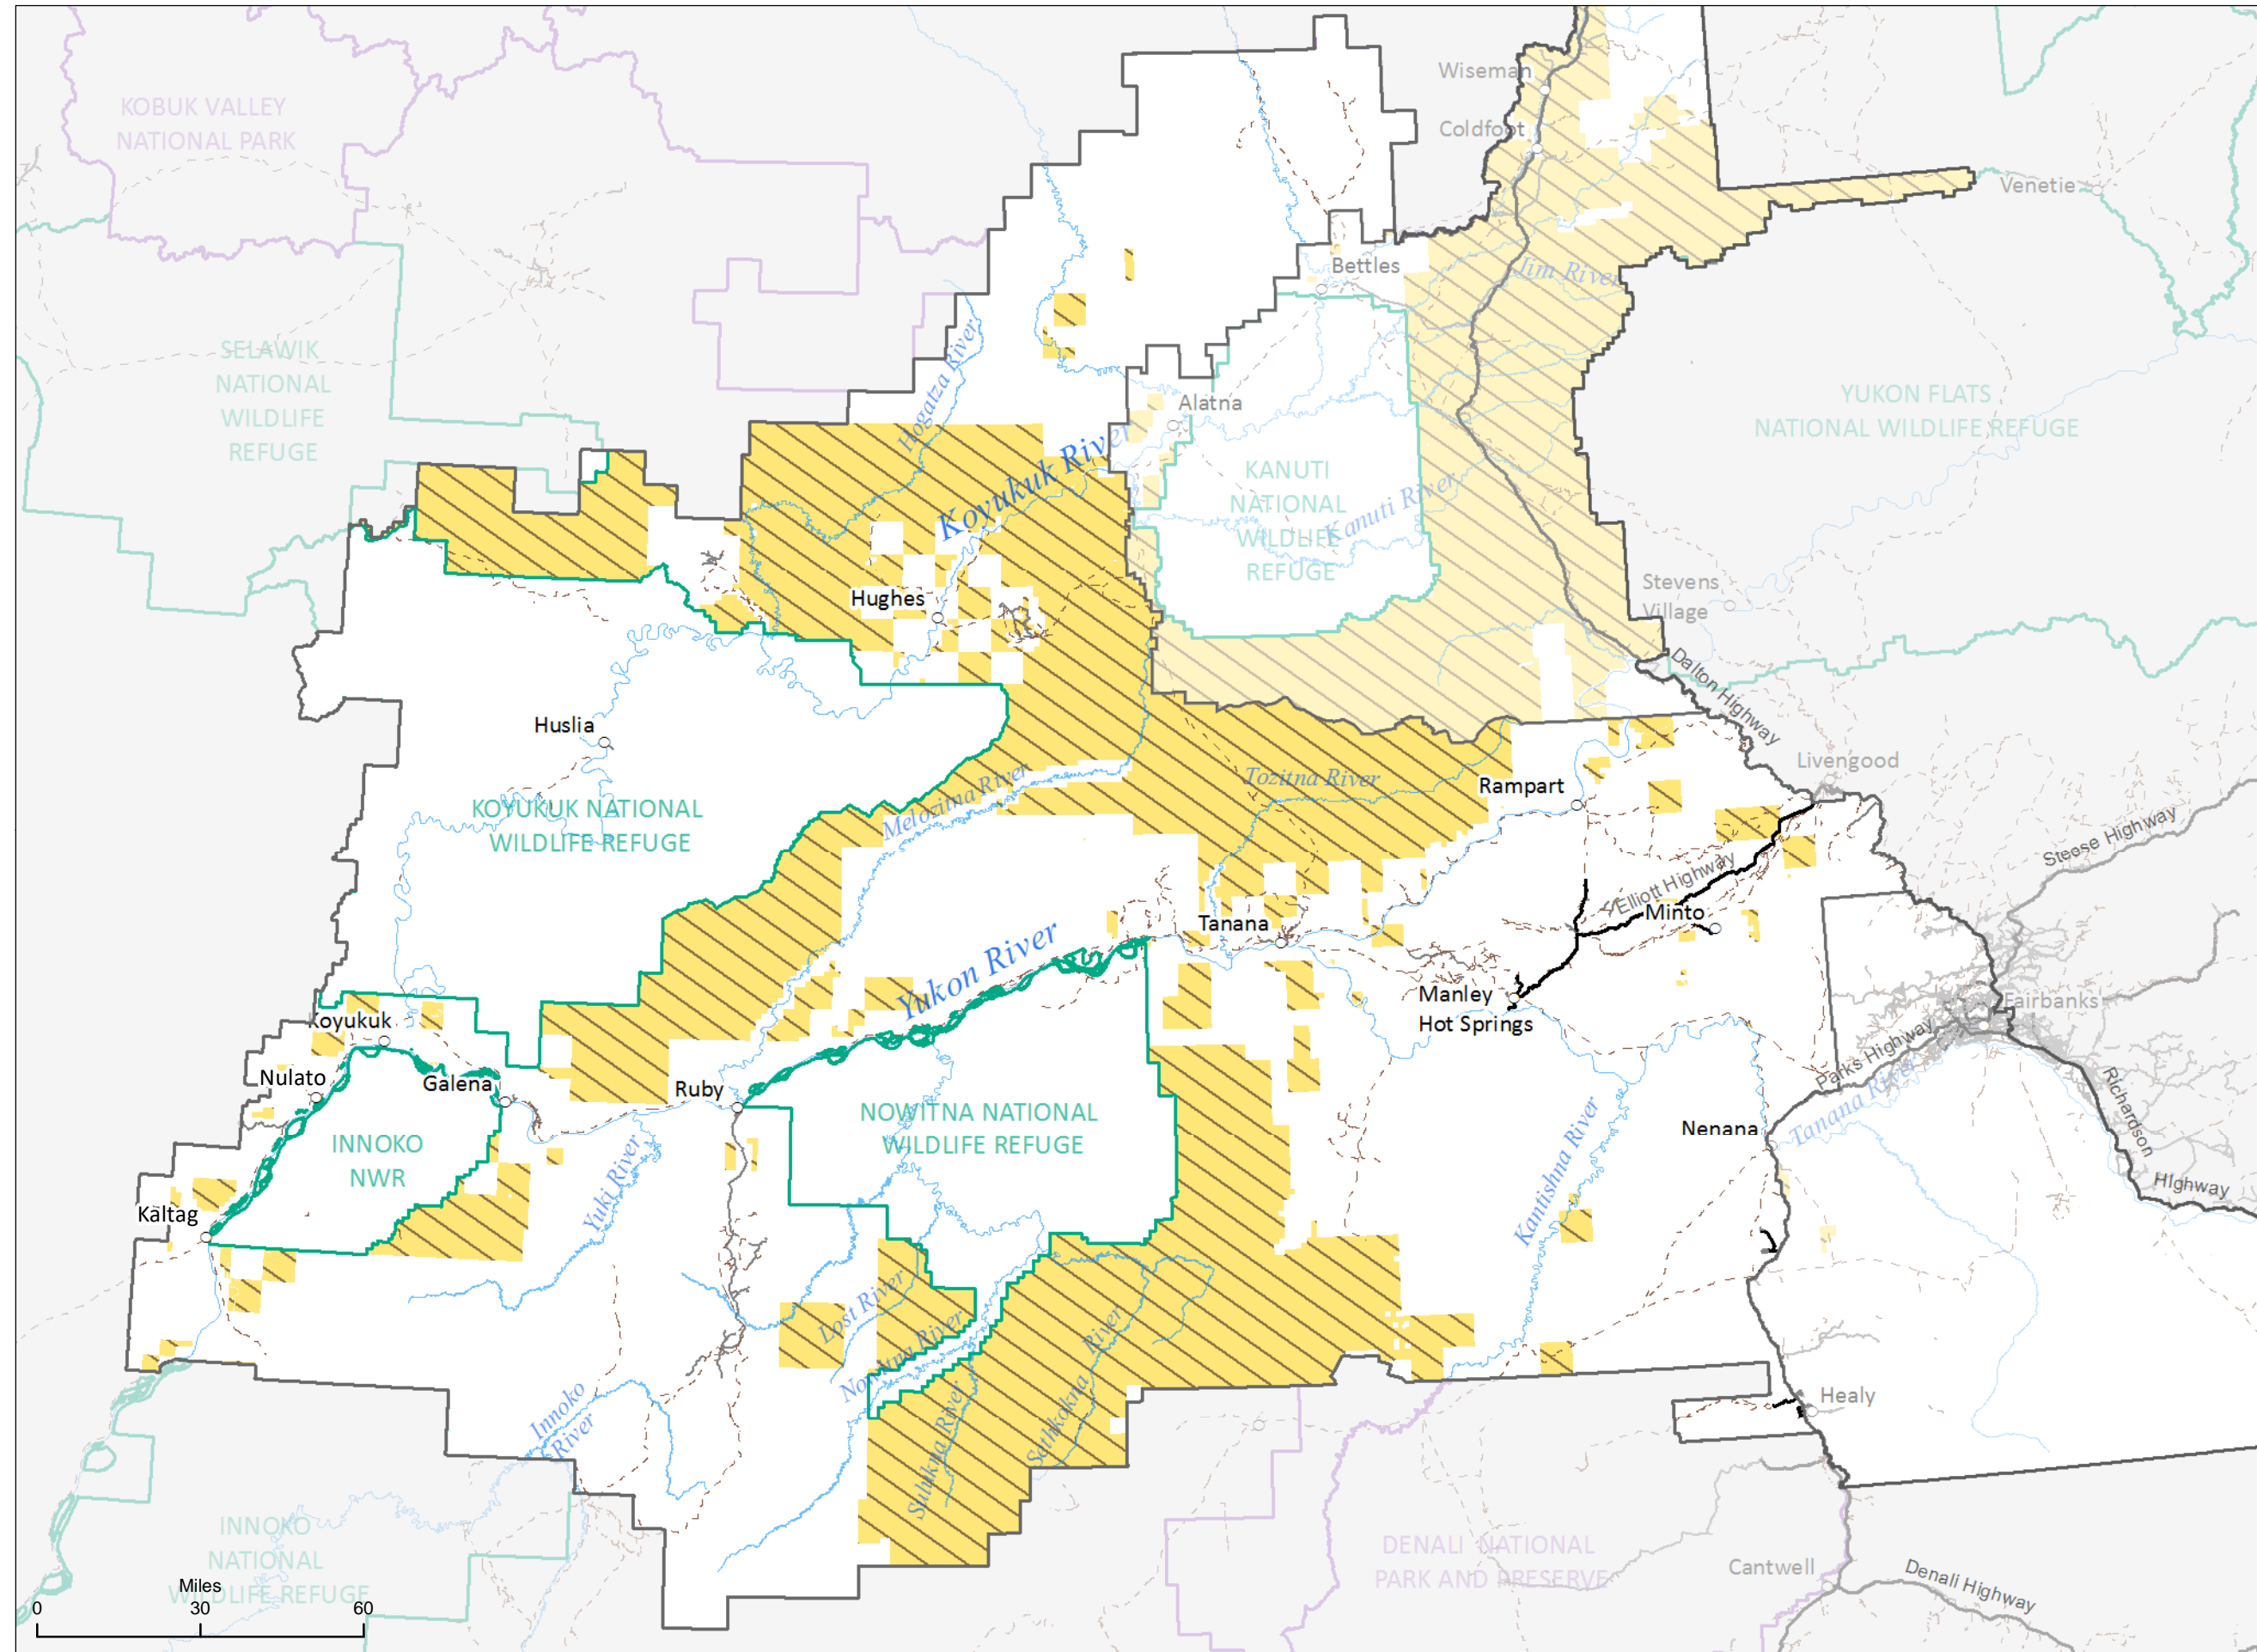 Wiseman
KOBUK VALLEY
NATIONAL PARK
Coldfoot
Venetie
Bettles
Jim River
SELAWIK
NATIONAL
WILDLIFE
REFUGE
Hogatza River
Alatna
YUKON FLATS
NATIONAL WILDLIFE REFUGE
Koyukuk River
KANUTI
NATIONAL
WILDLIFE
REFUGE
Kanuti River
Hughes
Stevens
Village
Dalton Highway
Huslia
Livengood
Melozitna River
Tozitna River
Rampart
KOYUKUK NATIONAL
WILDLIFE REFUGE
Steese Highway
Elliott Highway
Minto
Tanana
Yukon River
Manley
Hot Springs
Fairbanks
Koyukuk
Parks Highway
Nulato
Galena
Ruby
Tanana River
Richardson
HIghway
NOWITNA NATIONAL
WILDLIFE REFUGE
INNOKO
NWR
Nenana
Kantishna River
Yuki River
Kaltag
Lost River
Nowitna River
Sulukna River
Sethkokna River
Innoko
River
Healy
INNOKO
NATIONAL
WILDLIFE REFUGE
DENALI NATIONAL
PARK AND PRESERVE
Cantwell
Denali Highway
Miles
0 30 60